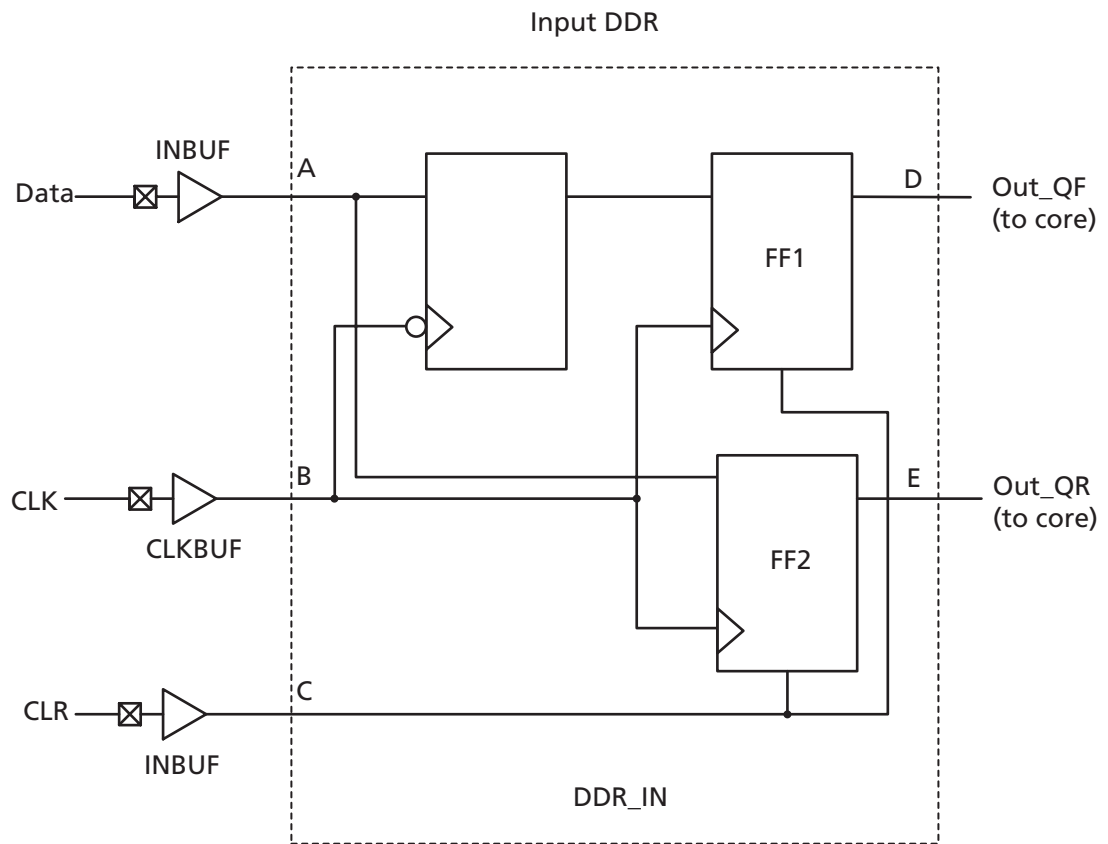 Input DDR
INBUF
A
Data
D
Out_QF
(to core)
FF1
B
E
CLK
Out_QR
(to core)
CLKBUF
FF2
C
CLR
INBUF
DDR_IN